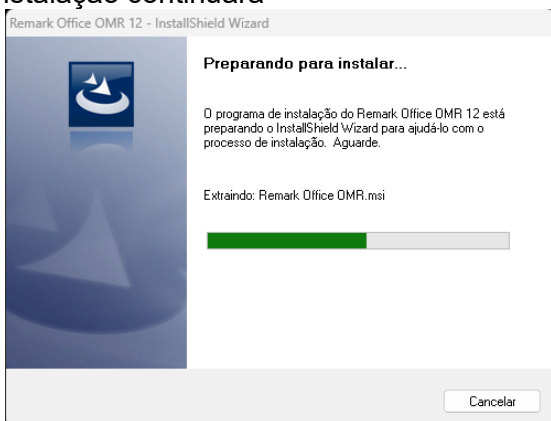 Remark Office OMR 12 - InstallShield Wizard
Preparando para instalar...
O programa de instalação do Remark Office OMR 12 está
preparando o InstallShield Wizard para ajudá-lo com o
processo de instalação. Aguarde.
Extraindo: Remark Office OMR.msi
Cancelar